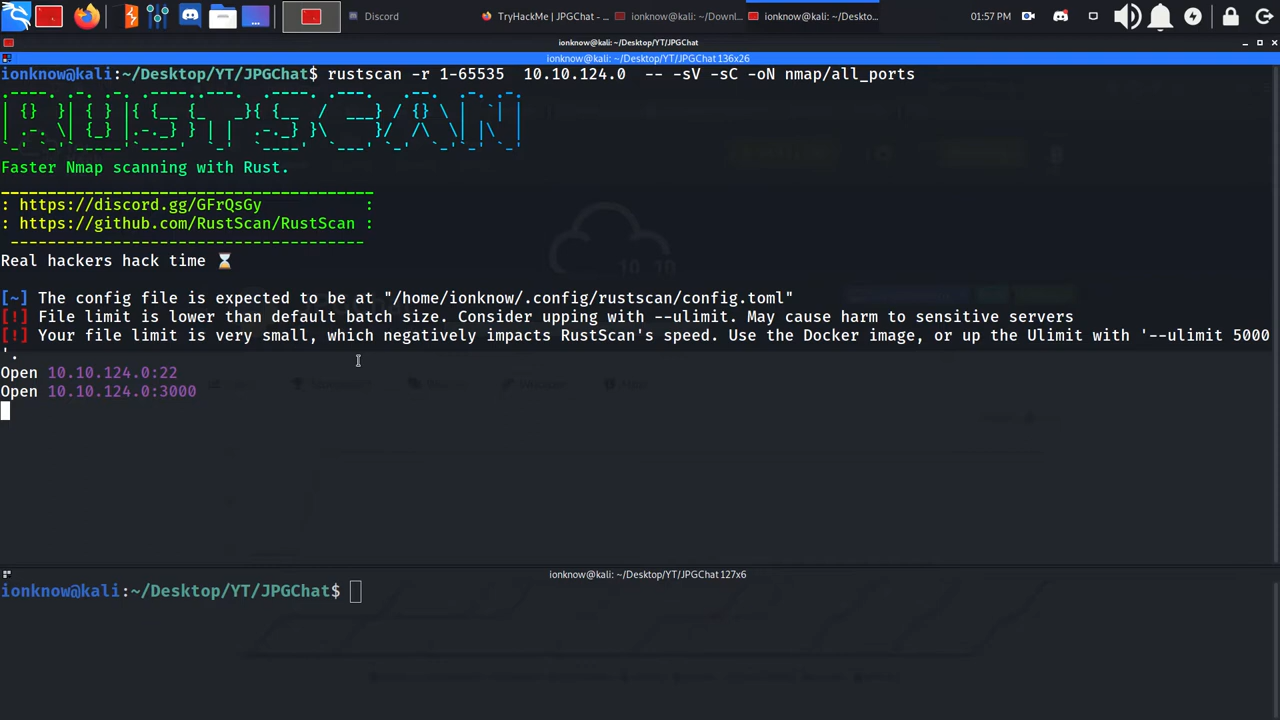 Discord
TryHackMe | JPGChat - ...
ionknow@kali: ~/Downl...
ionknow@kali: ~/Deskto...
01:57 PM
ionknow@kali: ~/Desktop/YT/JPGChat
ionknow@kali: ~/Desktop/YT/JPGChat 136x26
ionknow@kali:~/Desktop/YT/JPGChat$ rustscan -r 1-65535  10.10.124.0  -- -sV -sC -oN nmap/all_ports
RUSTSCAN
Faster Nmap scanning with Rust.
________________________________________
: https://discord.gg/GFrQsGy           :
: https://github.com/RustScan/RustScan :
 --------------------------------------
Real hackers hack time ⌛
[~] The config file is expected to be at "/home/ionknow/.config/rustscan/config.toml"
[!] File limit is lower than default batch size. Consider upping with --ulimit. May cause harm to sensitive servers
[!] Your file limit is very small, which negatively impacts RustScan's speed. Use the Docker image, or up the Ulimit with '--ulimit 5000
'.
Open 10.10.124.0:22
Open 10.10.124.0:3000
ionknow@kali: ~/Desktop/YT/JPGChat 127x6
ionknow@kali:~/Desktop/YT/JPGChat$